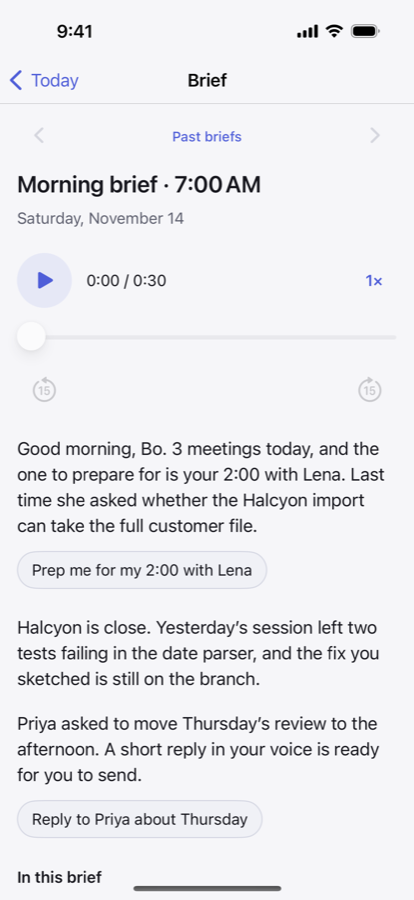 9:41
Today
Brief
Past briefs
Morning brief · 7:00 AM
Saturday, November 14
0:00 / 0:30
1×
15
15
Good morning, Bo. 3 meetings today, and the
one to prepare for is your 2:00 with Lena. Last
time she asked whether the Halcyon import
can take the full customer file.
Prep me for my 2:00 with Lena
Halcyon is close. Yesterday’s session left two
tests failing in the date parser, and the fix you
sketched is still on the branch.
Priya asked to move Thursday’s review to the
afternoon. A short reply in your voice is ready
for you to send.
Reply to Priya about Thursday
In this brief